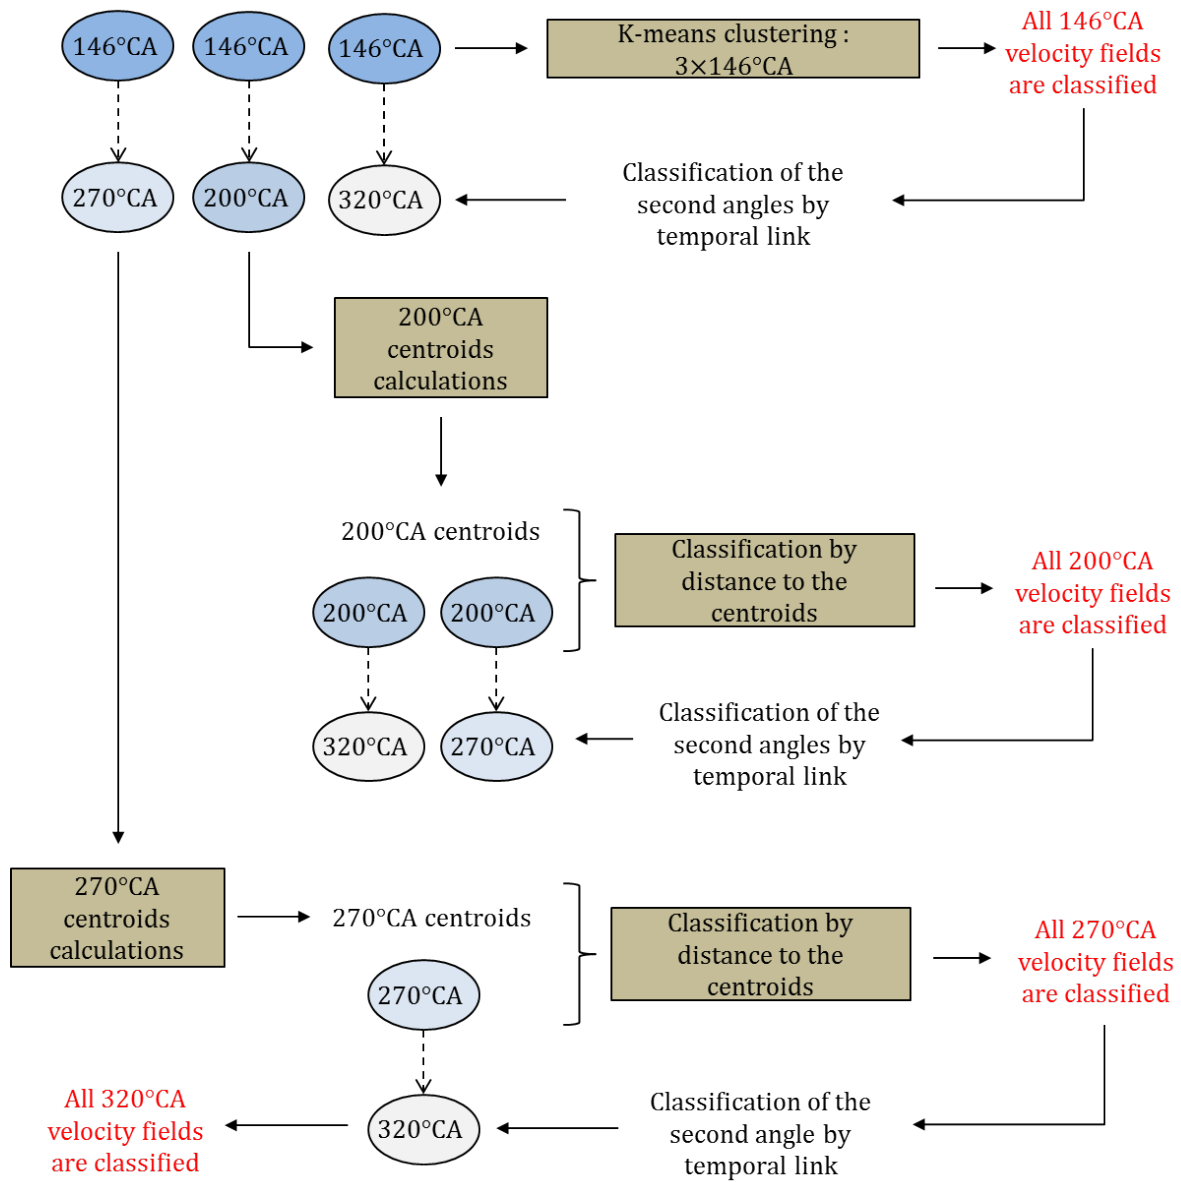 146°CA
146°CA
146°CA
K-means clustering :
3×146°CA
All 146°CA
velocity fields
are classified
270°CA
200°CA
320°CA
Classification of the
second angles by
temporal link
200°CA
centroids
calculations
200°CA centroids
200°CA
200°CA
Classification by
distance to the
centroids
All 200°CA
velocity fields
are classified
320°CA
270°CA
Classification of the
second angles by
temporal link
270°CA
centroids
calculations
270°CA centroids
270°CA
Classification by
distance to the
centroids
All 270°CA
velocity fields
are classified
All 320°CA
velocity fields
are classified
320°CA
Classification of the
second angle by
temporal link